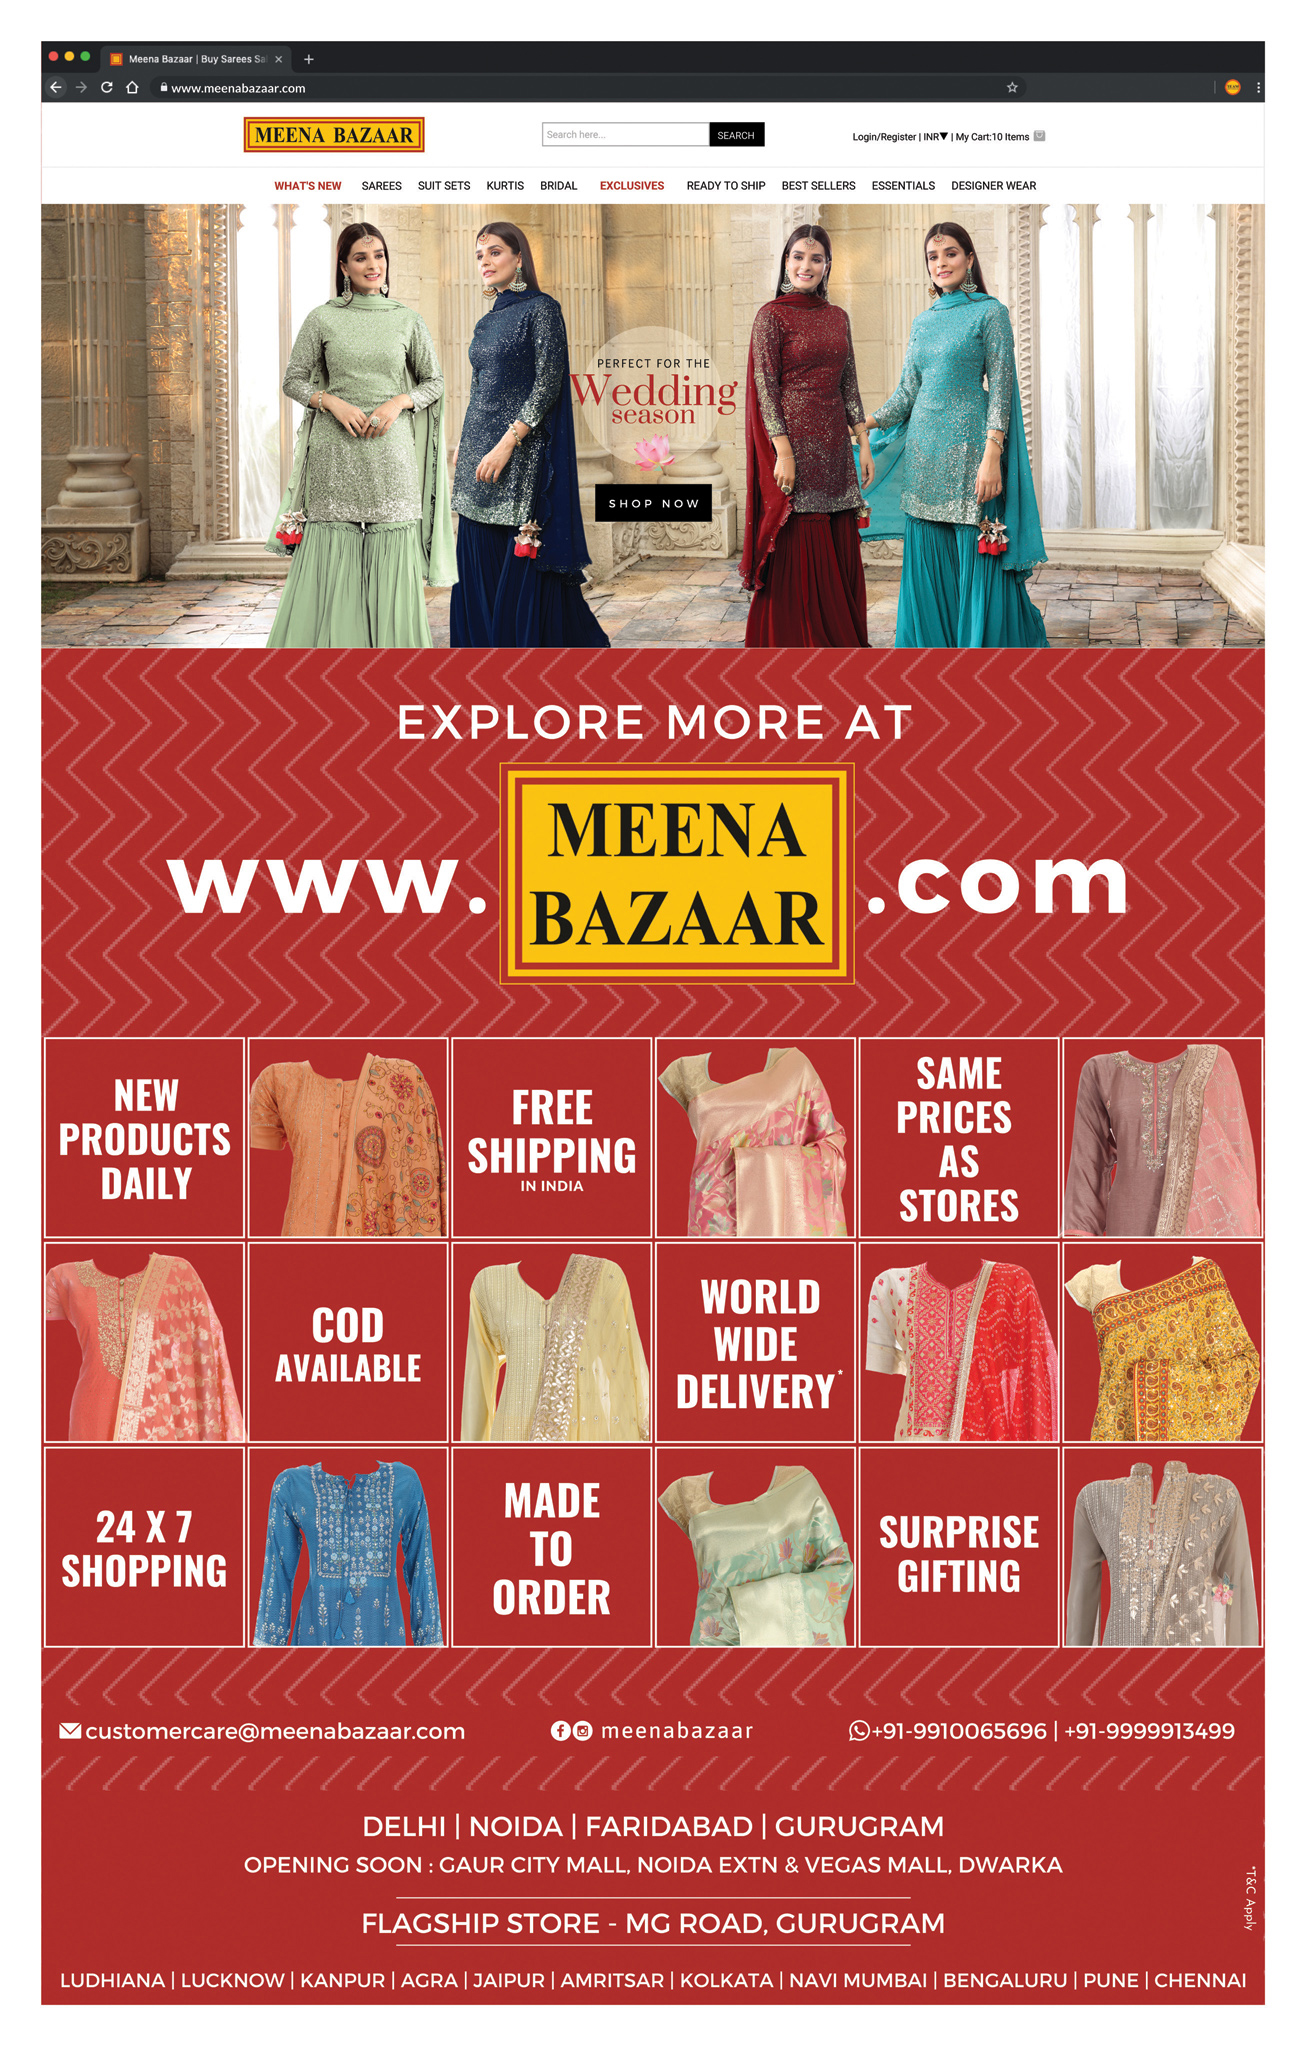 Meena Bazaar | Buy Sarees Sa
www.meenabazaar.com
MEENA BAZAAR
Search here...
SEARCH
Login/Register | INR▼ | My Cart:10 Items
WHAT'S NEW SAREES SUIT SETS KURTIS BRIDAL EXCLUSIVES READY TO SHIP BEST SELLERS ESSENTIALS DESIGNER WEAR
PERFECT FOR THE
Wedding
season
SHOP NOW
EXPLORE MORE AT
www. MEENA BAZAAR .com
NEW
PRODUCTS
DAILY
FREE
SHIPPING
IN INDIA
SAME
PRICES
AS
STORES
COD
AVAILABLE
WORLD
WIDE
DELIVERY*
24 X 7
SHOPPING
MADE
TO
ORDER
SURPRISE
GIFTING
customercare@meenabazaar.com
meenabazaar
+91-9910065696 | +91-9999913499
DELHI | NOIDA | FARIDABAD | GURUGRAM
OPENING SOON : GAUR CITY MALL, NOIDA EXTN & VEGAS MALL, DWARKA
*T&C Apply
FLAGSHIP STORE - MG ROAD, GURUGRAM
LUDHIANA | LUCKNOW | KANPUR | AGRA | JAIPUR | AMRITSAR | KOLKATA | NAVI MUMBAI | BENGALURU | PUNE | CHENNAI